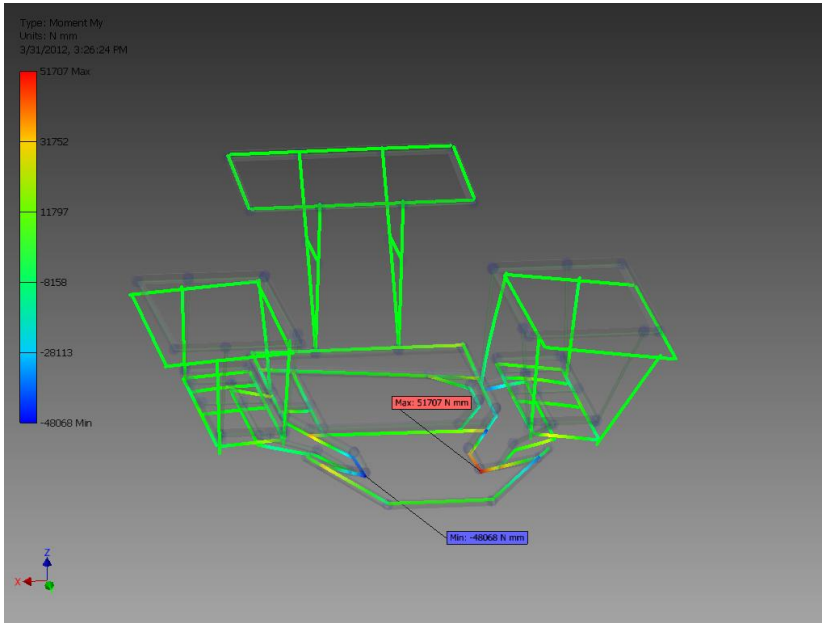 Type: Moment My
Units: N mm
3/31/2012, 3:26:24 PM
51707 Max
31752
11797
-8158
-28113
-48068 Min
Max: 51707 N mm
Min: -48068 N mm
Z
X